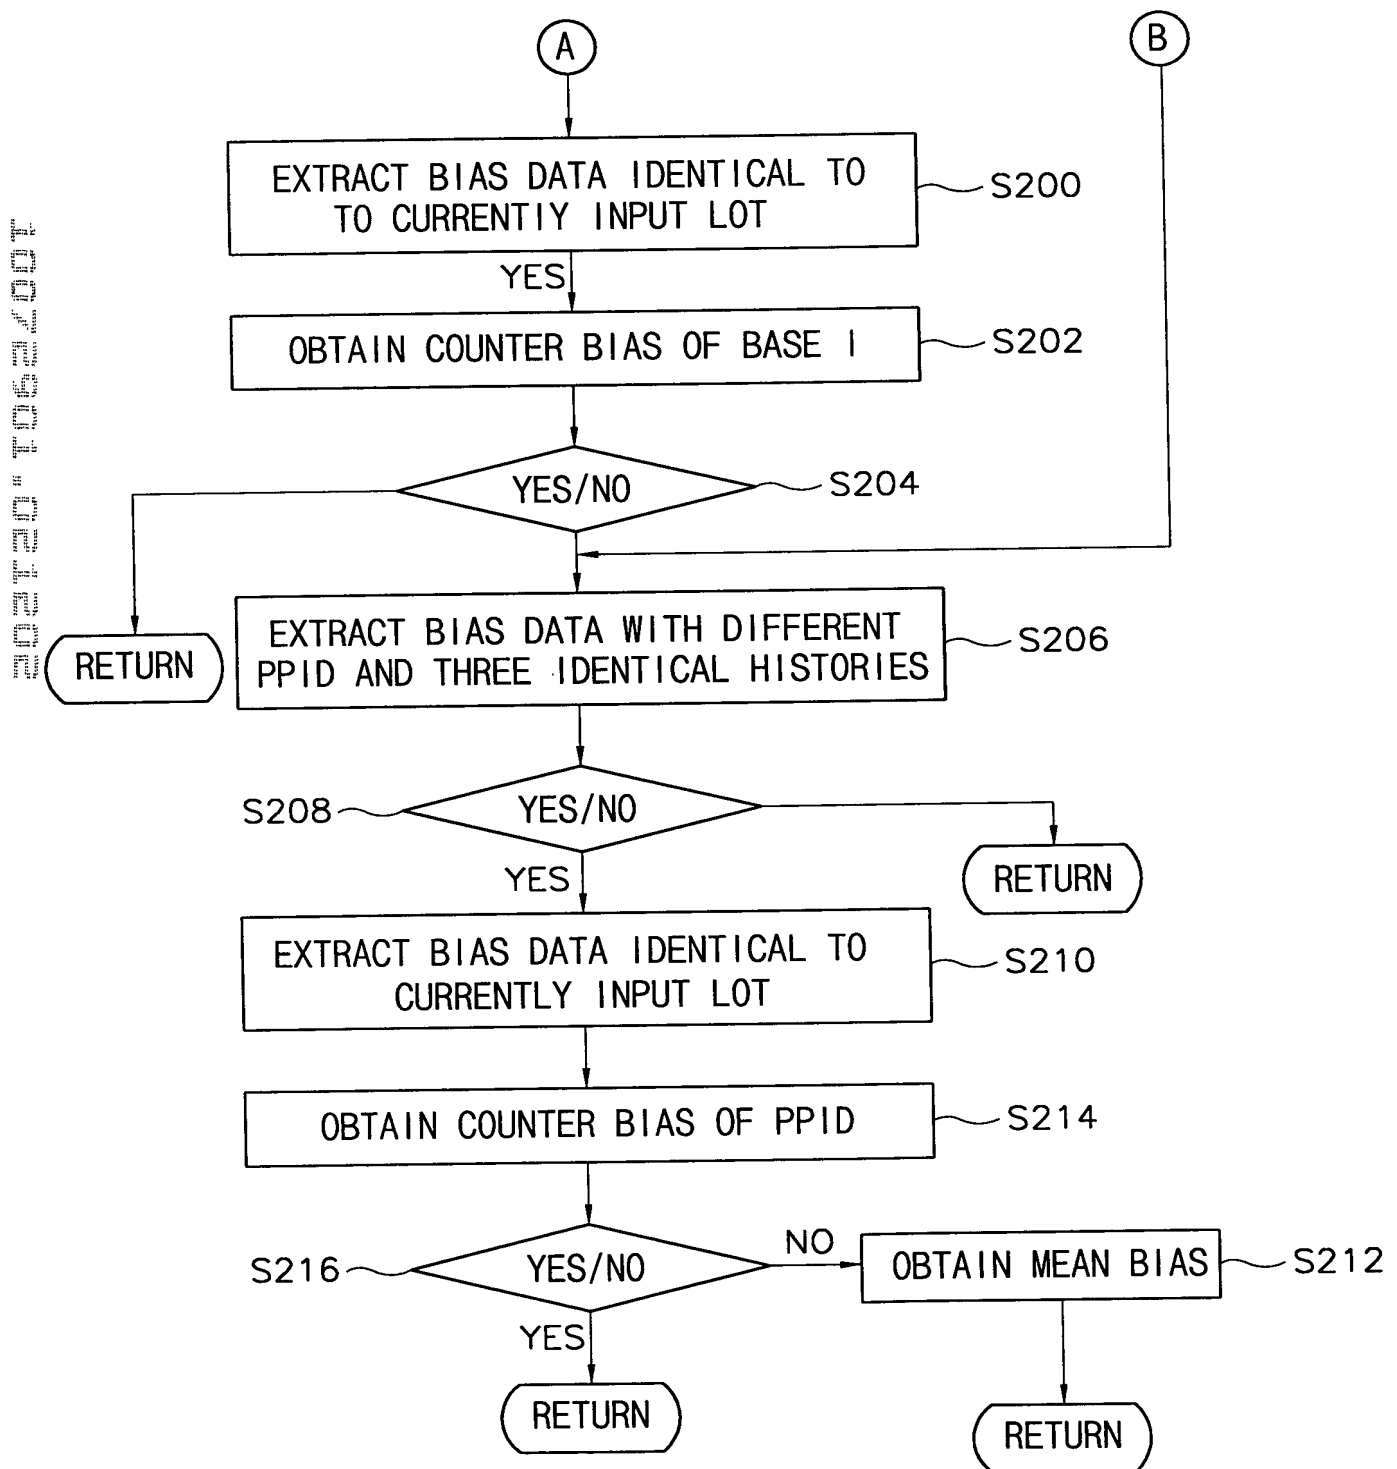 A
B
EXTRACT BIAS DATA IDENTICAL TO
TO CURRENTIY INPUT LOT
S200
YES
OBTAIN COUNTER BIAS OF BASE I
S202
YES/NO
S204
RETURN
EXTRACT BIAS DATA WITH DIFFERENT
PPID AND THREE IDENTICAL HISTORIES
S206
YES/NO
S208
RETURN
YES
EXTRACT BIAS DATA IDENTICAL TO
CURRENTLY INPUT LOT
S210
OBTAIN COUNTER BIAS OF PPID
S214
YES/NO
S216
NO
OBTAIN MEAN BIAS
S212
YES
RETURN
RETURN
10072601.021202